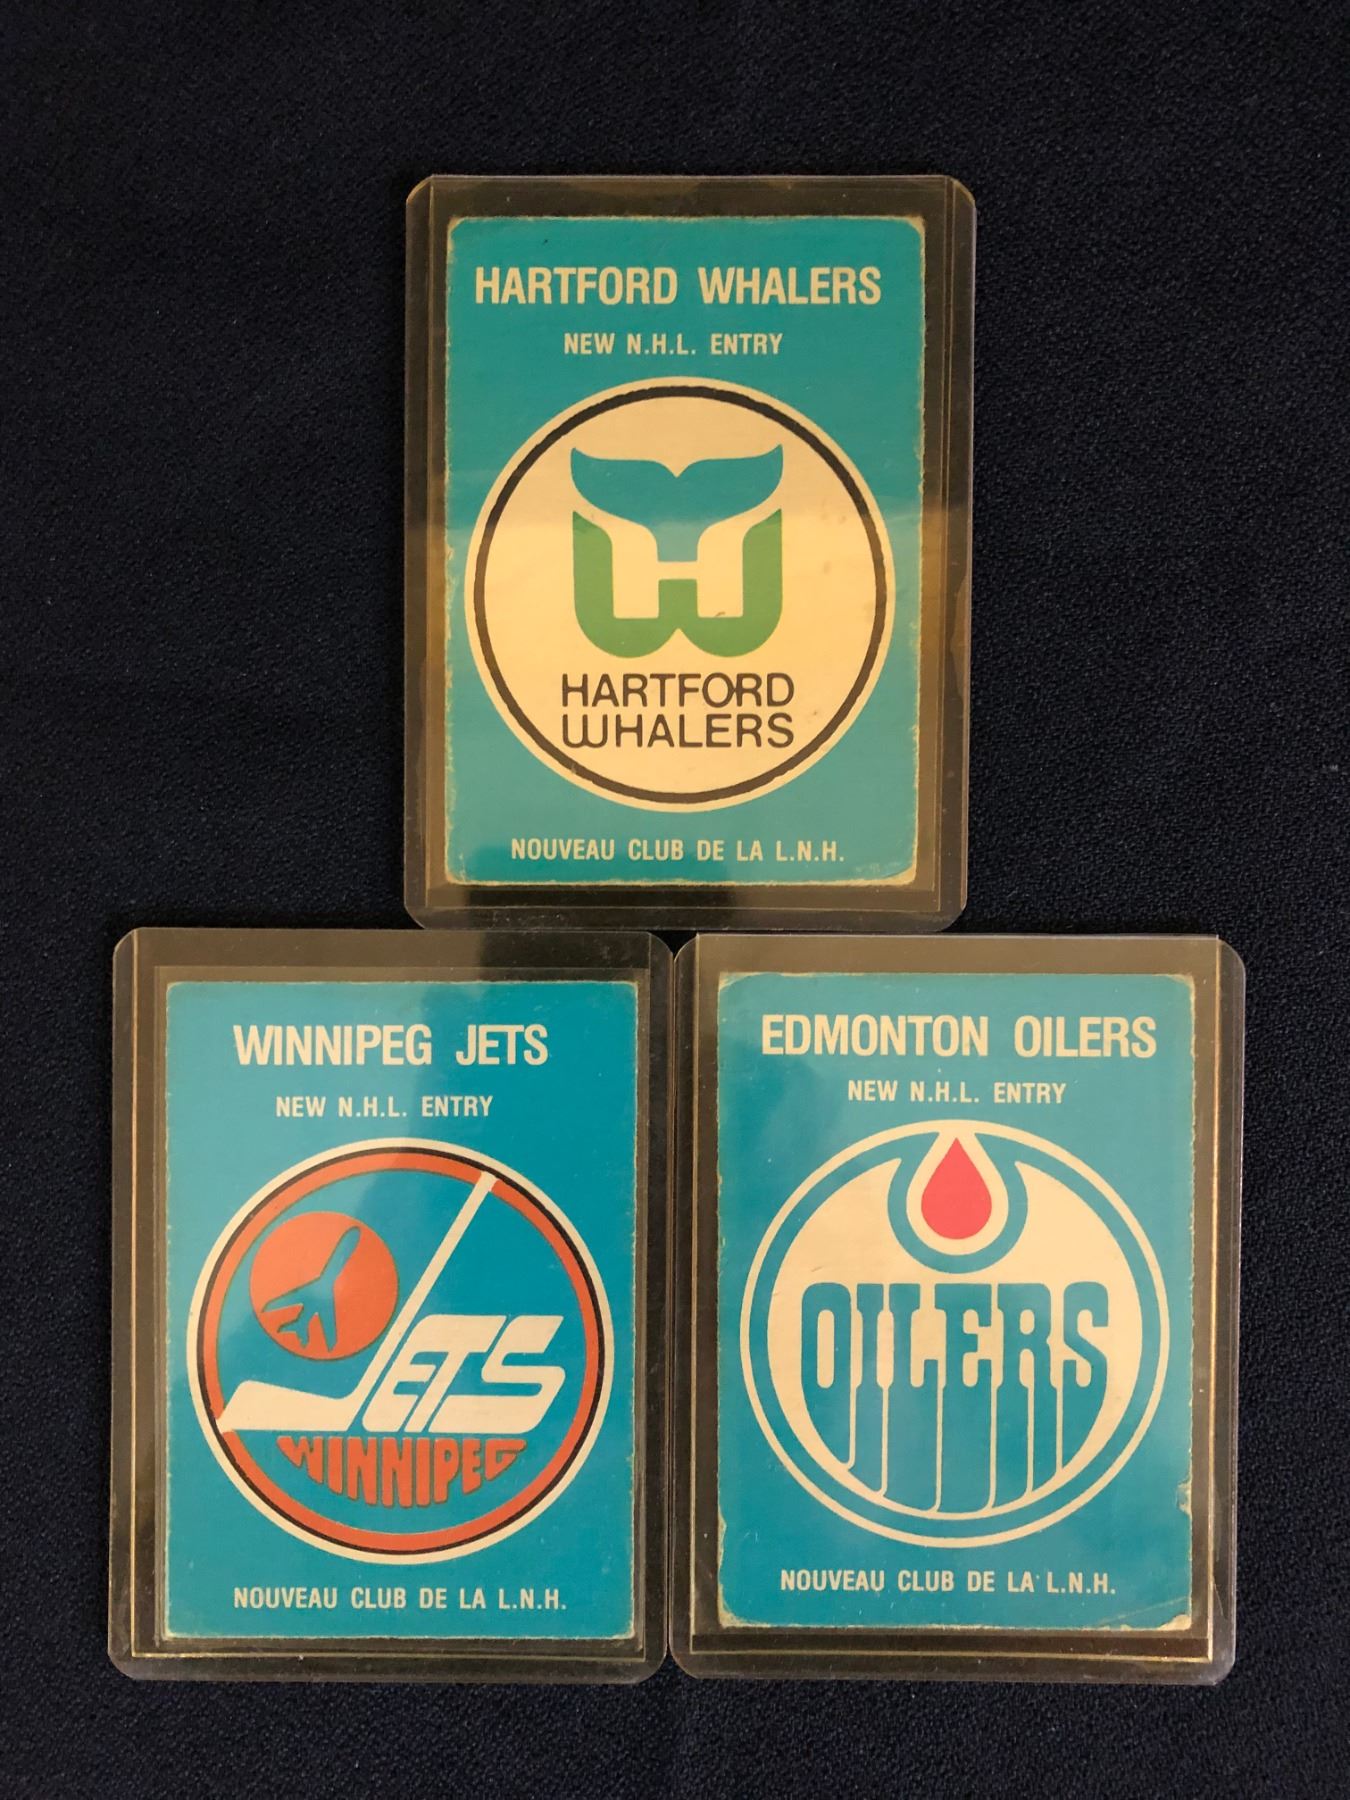 HARTFORD WHALERS
NEW N.H.L. ENTRY
HARTFORD
WHALERS
NOUVEAU CLUB DE LA L.N.H.
WINNIPEG JETS
NEW N.H.L. ENTRY
JETS
WINNIPEG
NOUVEAU CLUB DE LA L.N.H.
EDMONTON OILERS
NEW N.H.L. ENTRY
OILERS
NOUVEAU CLUB DE LA L.N.H.